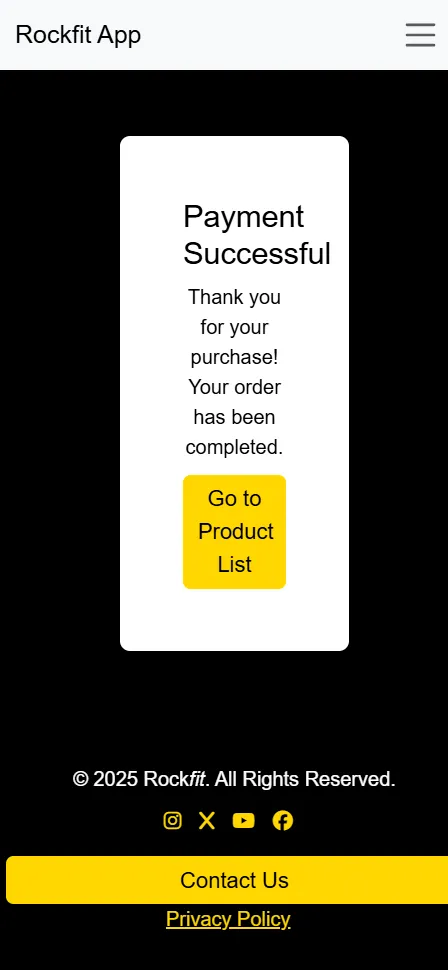 Rockfit App
Payment
Successful
Thank you
for your
purchase!
Your order
has been
completed.
Go to
Product
List
© 2025 Rockfit. All Rights Reserved.
Contact Us
Privacy Policy